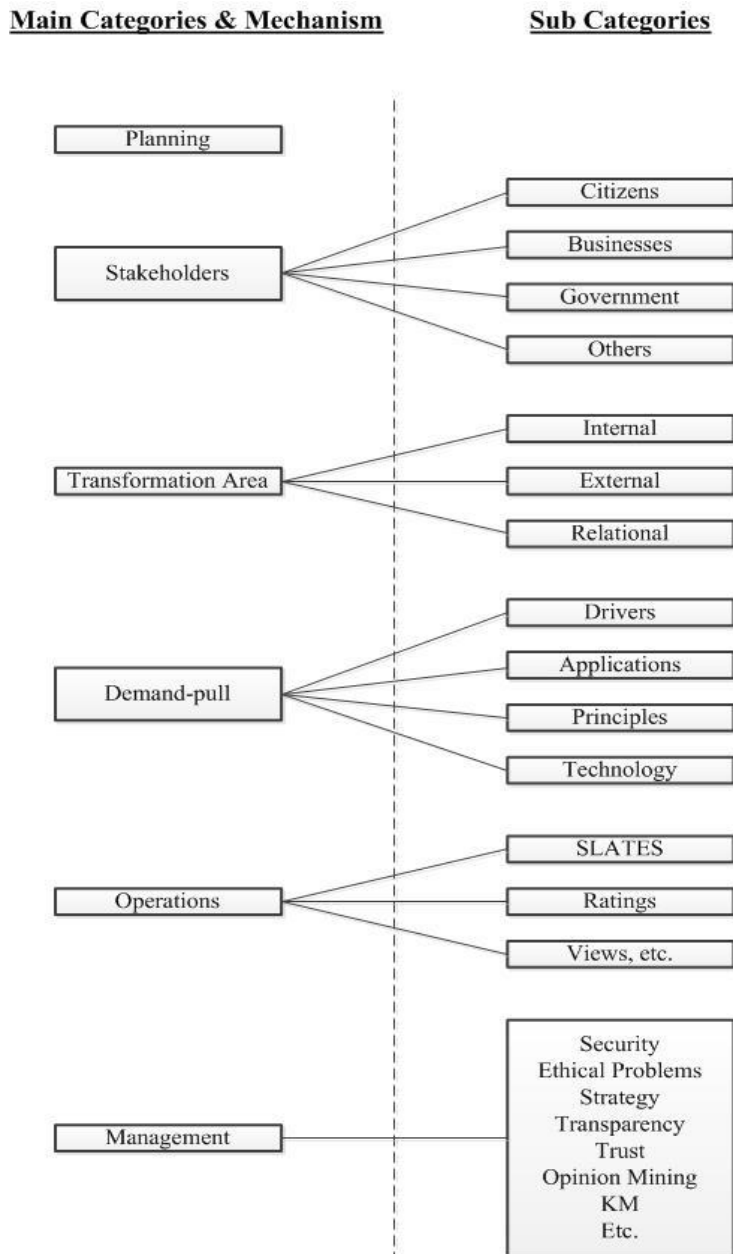 Main Categories & Mechanism
Sub Categories
Planning
Stakeholders
Citizens
Businesses
Government
Others
Transformation Area
Internal
External
Relational
Demand-pull
Drivers
Applications
Principles
Technology
Operations
SLATES
Ratings
Views, etc.
Management
Security
Ethical Problems
Strategy
Transparency
Trust
Opinion Mining
KM
Etc.